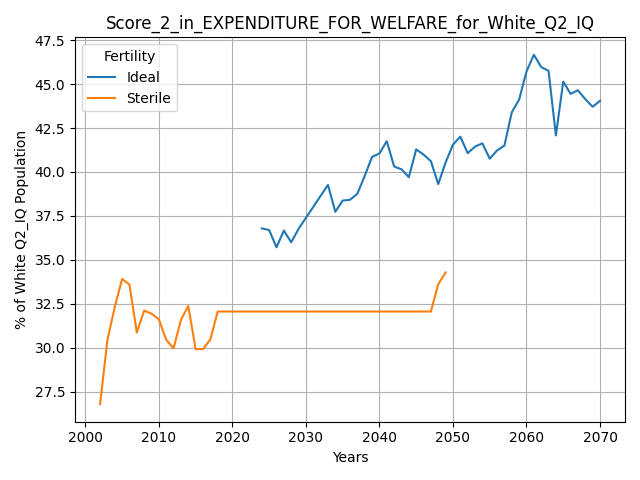 Score_2_in_EXPENDITURE_FOR_WELFARE_for_White_Q2_IQ
Fertility
Ideal
Sterile
% of White Q2_IQ Population
47.5
45.0
42.5
40.0
37.5
35.0
32.5
30.0
27.5
2000
2010
2020
2030
2040
2050
2060
2070
Years